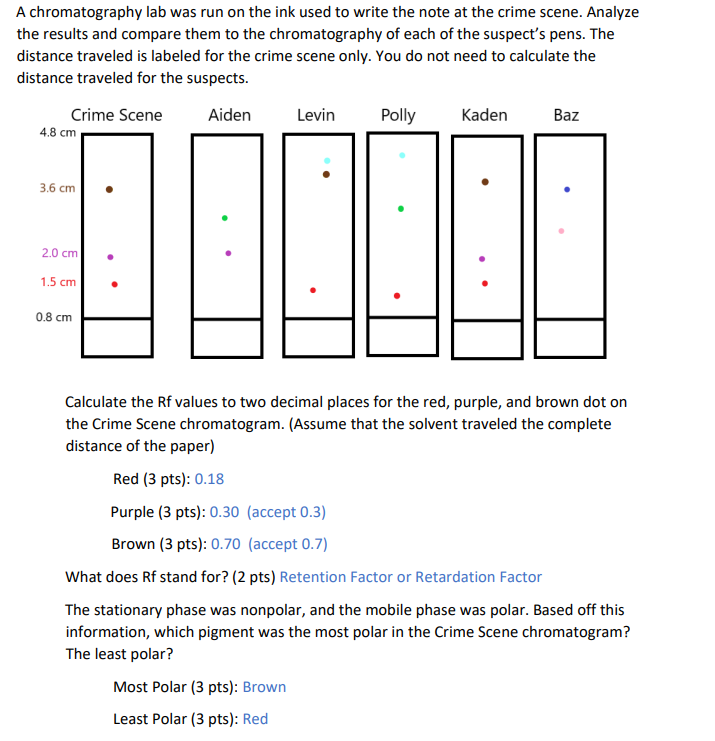 A chromatography lab was run on the ink used to write the note at the crime scene. Analyze
the results and compare them to the chromatography of each of the suspect’s pens. The
distance traveled is labeled for the crime scene only. You do not need to calculate the
distance traveled for the suspects.
Crime Scene Aiden Levin Polly Kaden Baz
4.8 cm
3.6 cm
2.0 cm
1.5 cm
0.8 cm
Calculate the Rf values to two decimal places for the red, purple, and brown dot on
the Crime Scene chromatogram. (Assume that the solvent traveled the complete
distance of the paper)
Red (3 pts): 0.18
Purple (3 pts): 0.30 (accept 0.3)
Brown (3 pts): 0.70 (accept 0.7)
What does Rf stand for? (2 pts) Retention Factor or Retardation Factor
The stationary phase was nonpolar, and the mobile phase was polar. Based off this
information, which pigment was the most polar in the Crime Scene chromatogram?
The least polar?
Most Polar (3 pts): Brown
Least Polar (3 pts): Red